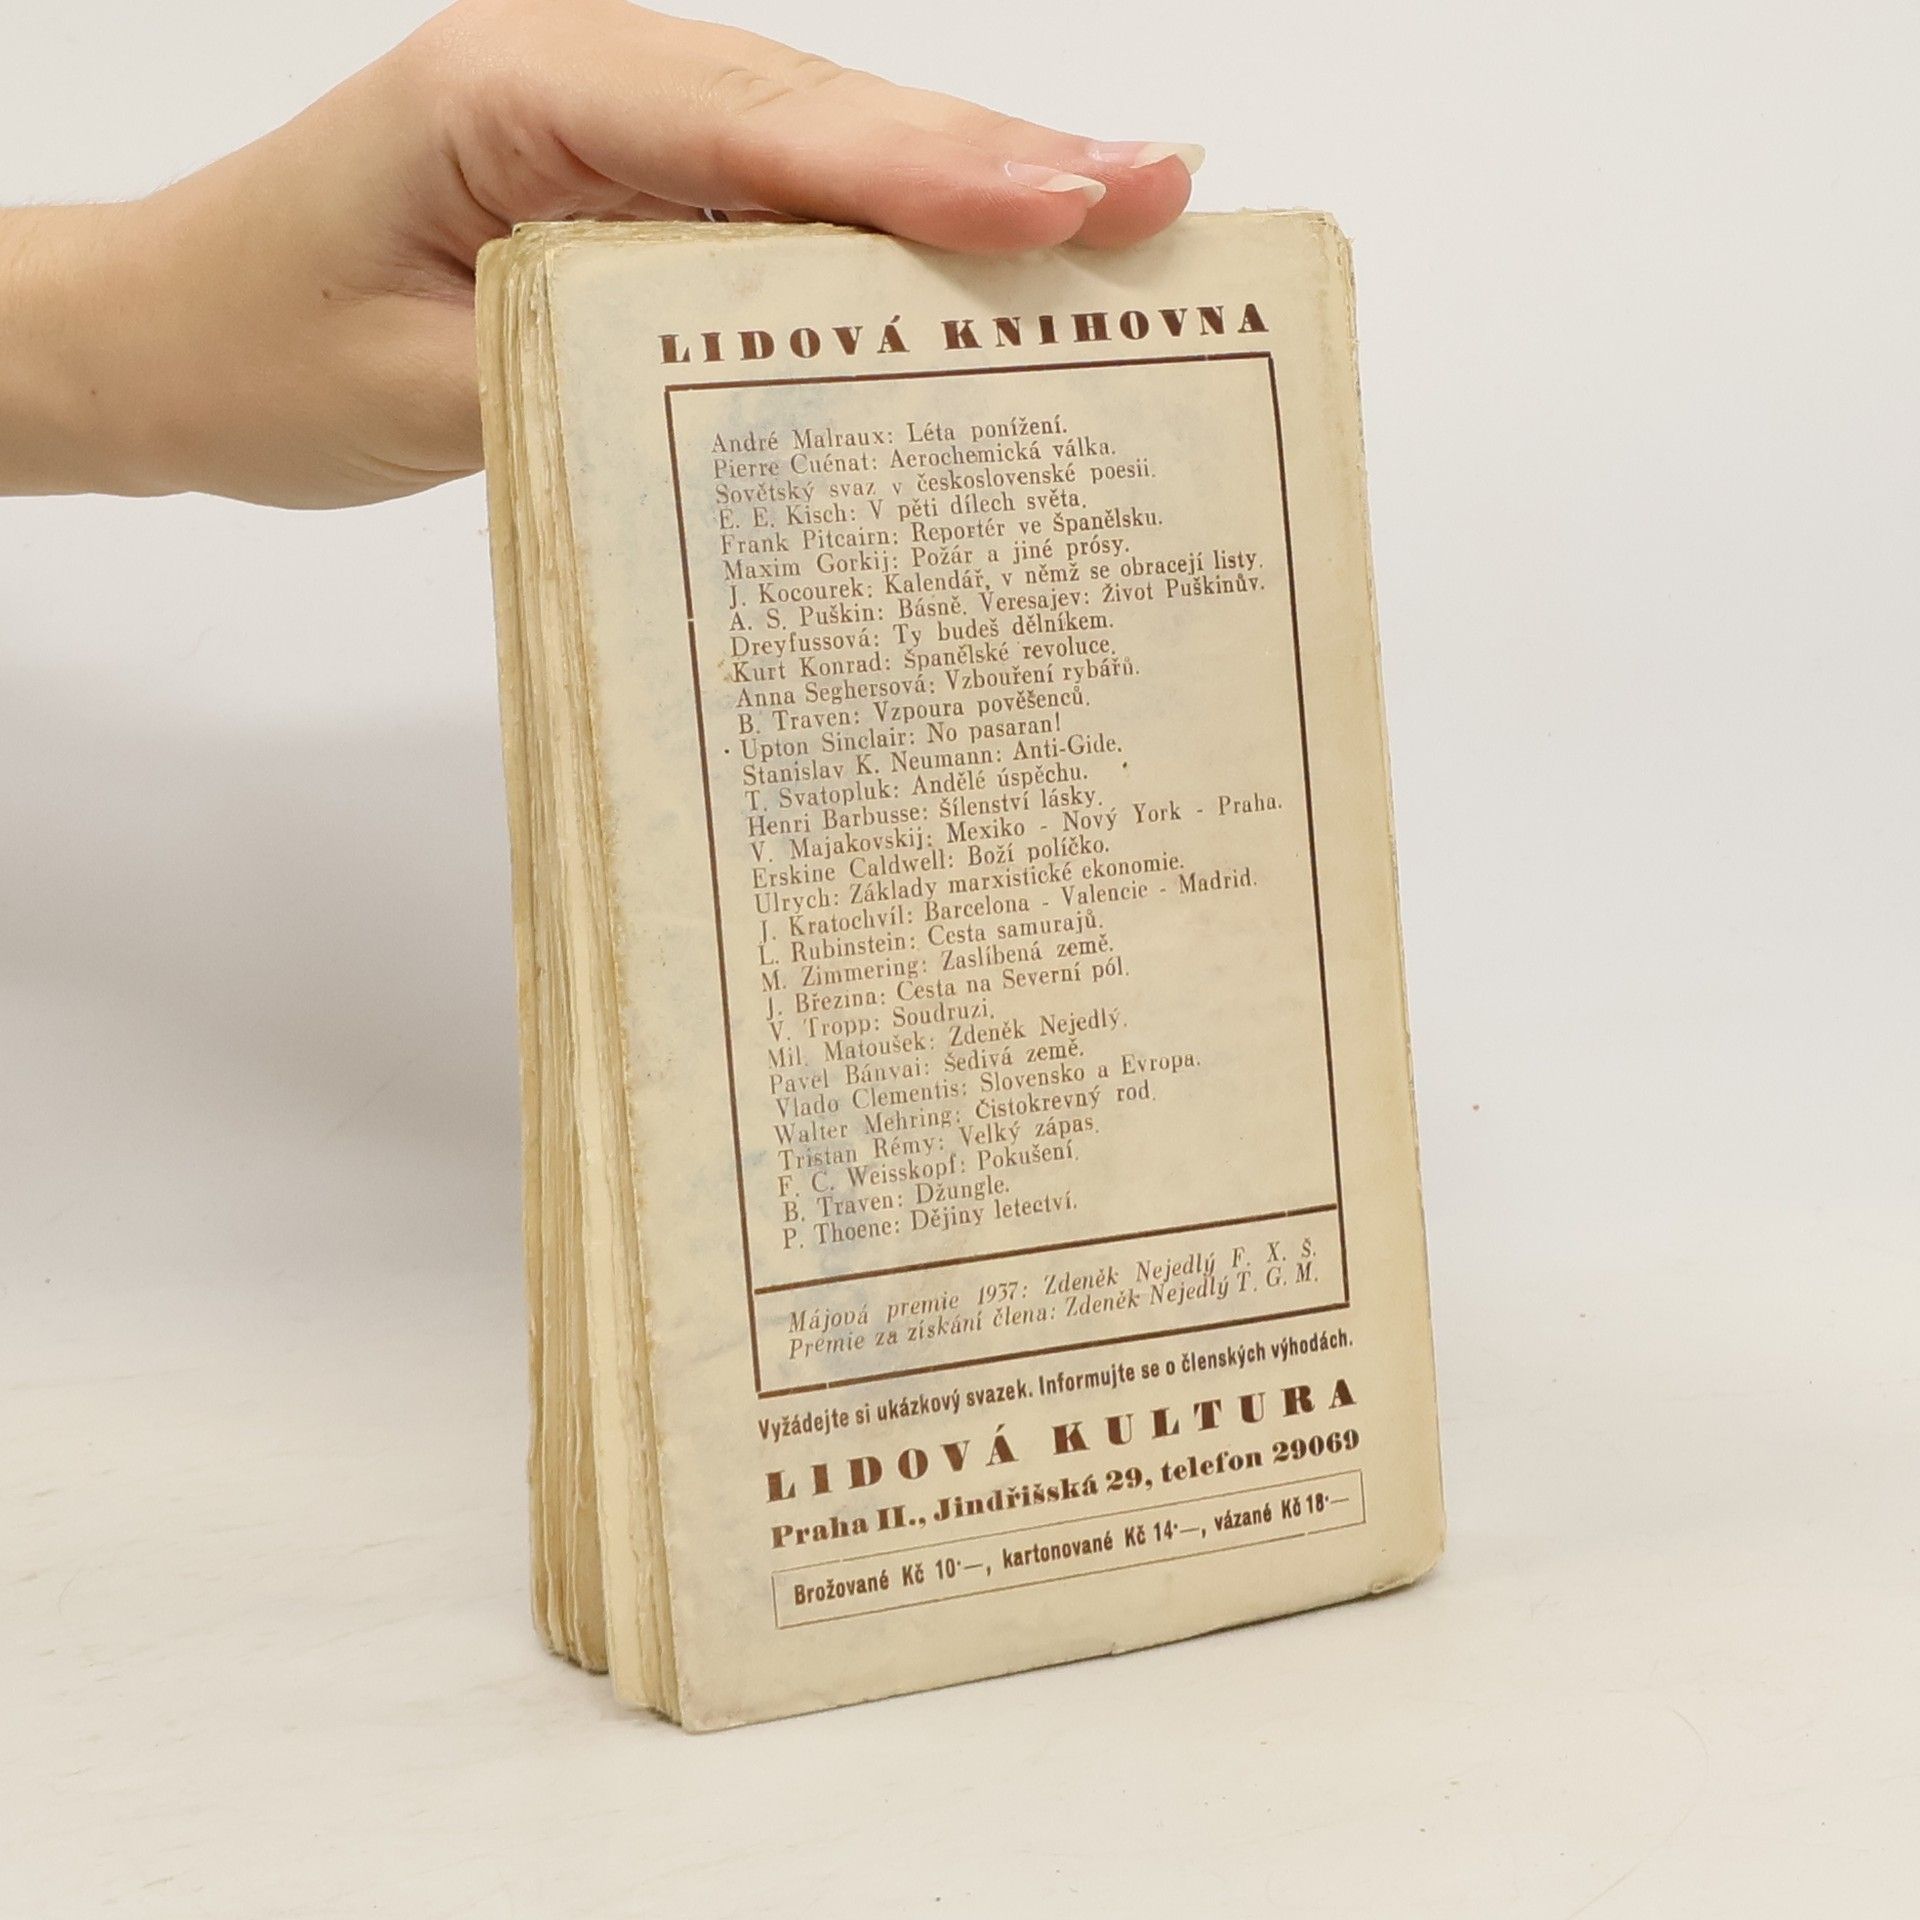 LIDOVÁ KNIHOVNA
André Malraux: Léta ponížení.
Pierre Cuénat: Aerochemická válka.
Sovětský svaz v československé poesii.
E. E. Kisch: V pěti dílech světa.
Frank Pitcairn: Reportér ve Španělsku.
Maxim Gorkij: Požár a jiné prósy.
J. Kocourek: Kalendář, v němž se obracejí listy.
A. S. Puškin: Básně. Veresajev: Život Puškinův.
Dreyfussová: Ty budeš dělníkem.
Kurt Konrad: Španělské revoluce.
Anna Seghersová: Vzbouření rybářů.
B. Traven: Vzpoura pověšenců.
Upton Sinclair: No pasaran!
Stanislav K. Neumann: Anti-Gide.
T. Svatopluk: Andělé úspěchu.
Henri Barbusse: Šílenství lásky.
V. Majakovskij: Mexiko - Nový York - Praha.
Erskine Caldwell: Boží políčko.
Ulrych: Základy marxistické ekonomie.
J. Kratochvíl: Barcelona - Valencie - Madrid.
L. Rubinstein: Cesta samurajů.
M. Zimmering: Zaslíbená země.
J. Březina: Cesta na Severní pól.
V. Tropp: Soudruzi.
Mil. Matoušek: Zdeněk Nejedlý.
Pavel Bánvai: Šedivá země.
Vlado Clementis: Slovensko a Evropa.
Walter Mehring: Čistokrevný rod.
Tristan Rémy: Velký zápas.
F. C. Weisskopf: Pokušení.
B. Traven: Džungle.
P. Thoene: Dějiny letectví.
Májová premie 1937: Zdeněk Nejedlý F. X. Š.
Premie za získání člena: Zdeněk Nejedlý T. G. M.
Vyžádejte si ukázkový svazek. Informujte se o členských výhodách.
LIDOVÁ KULTURA
Praha II., Jindřišská 29, telefon 29069
Brožované Kč 10·—, kartonované Kč 14·—, vázané Kč 18·—